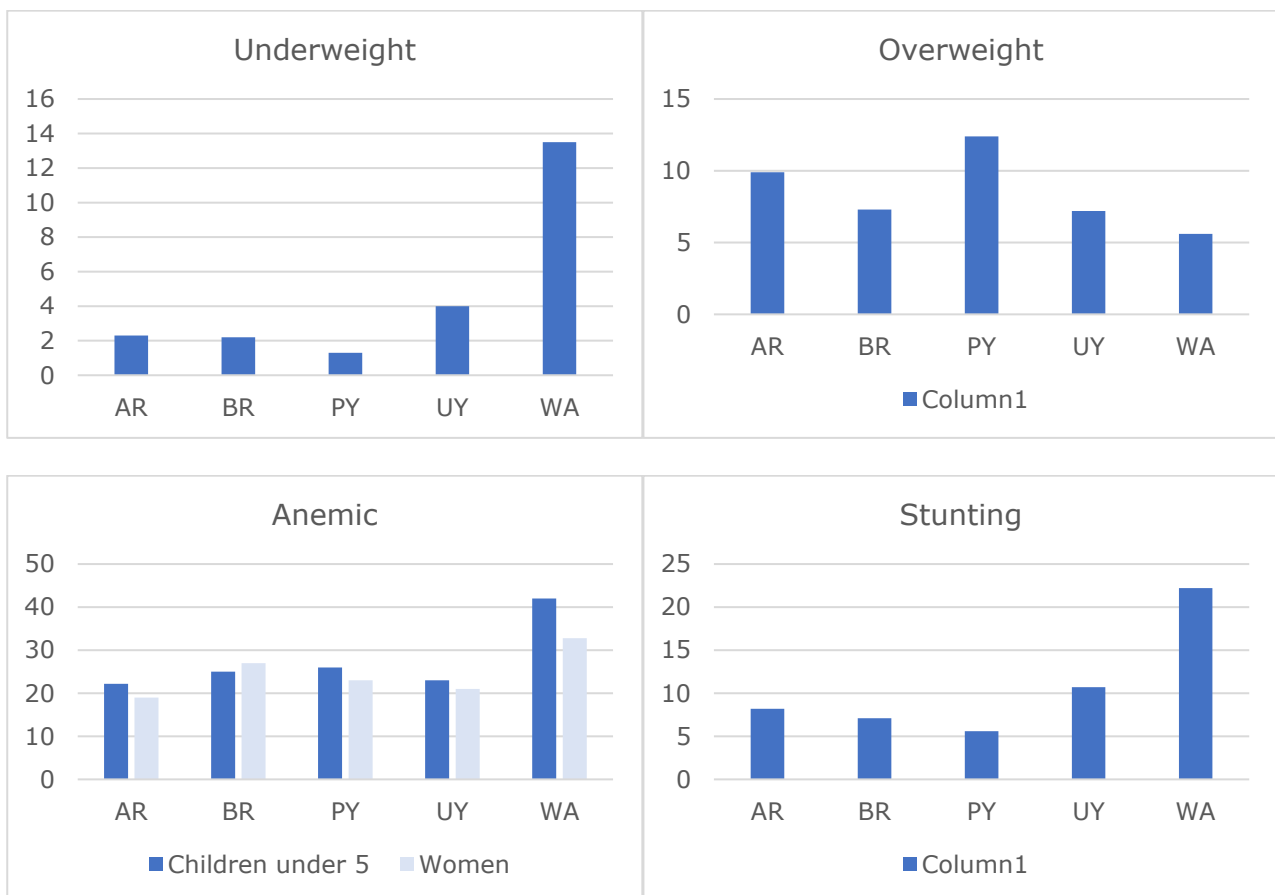 Underweight
16
14
12
10
8
6
4
2
0
AR BR PY UY WA
Overweight
15
10
5
0
AR BR PY UY WA
Column1
Anemic
50
40
30
20
10
0
AR BR PY UY WA
Children under 5 Women
Stunting
25
20
15
10
5
0
AR BR PY UY WA
Column1